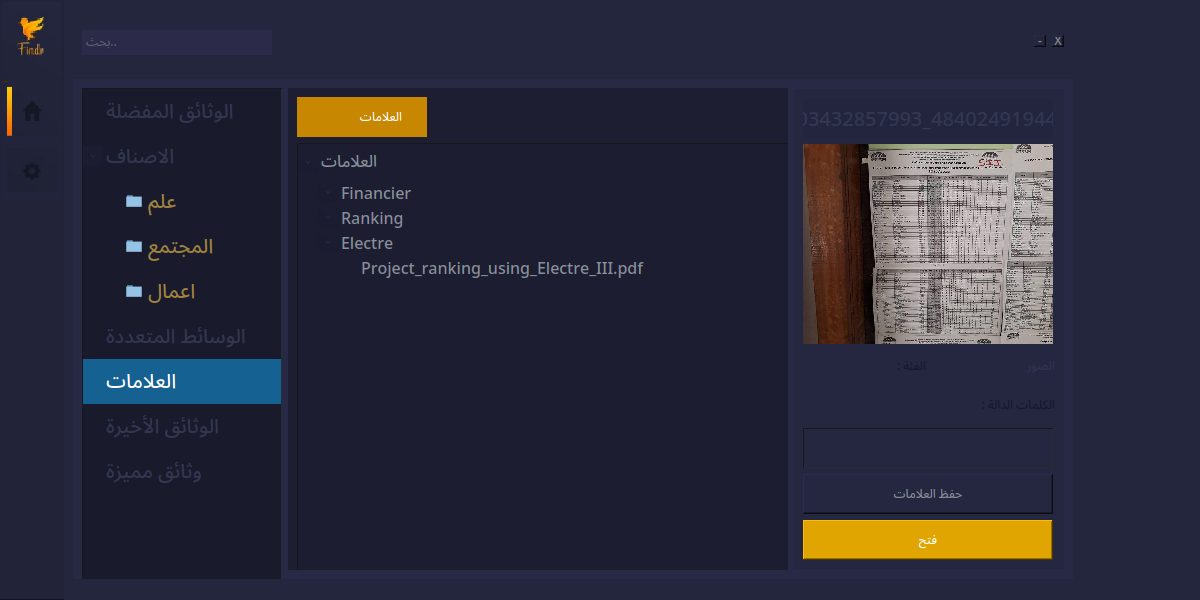 Findo
بحث..
- X
الوثائق المفضلة
الاصناف
علم
المجتمع
اعمال
الوسائط المتعددة
العلامات
الوثائق الأخيرة
وثائق مميزة
العلامات
العلامات
Financier
Ranking
Electre
Project_ranking_using_Electre_III.pdf
03432857993_48402491944
الصور
الفئة :
الكلمات الدالة :
حفظ العلامات
فتح